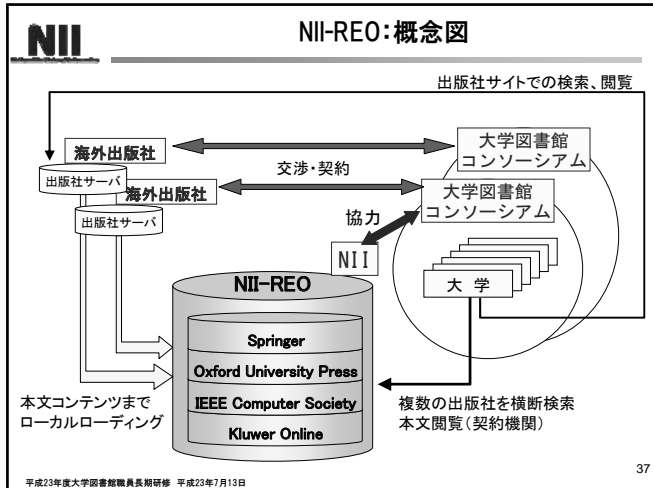 NII
NII-REO:概念図
出版社サイトでの検索、閲覧
海外出版社
出版社サーバ
海外出版社
出版社サーバ
交渉・契約
大学図書館
コンソーシアム
大学図書館
コンソーシアム
協力
NII
大 学
NII-REO
Springer
Oxford University Press
IEEE Computer Society
Kluwer Online
本文コンテンツまで
ローカルローディング
複数の出版社を横断検索
本文閲覧(契約機関)
平成23年度大学図書館職員長期研修 平成23年7月13日
37